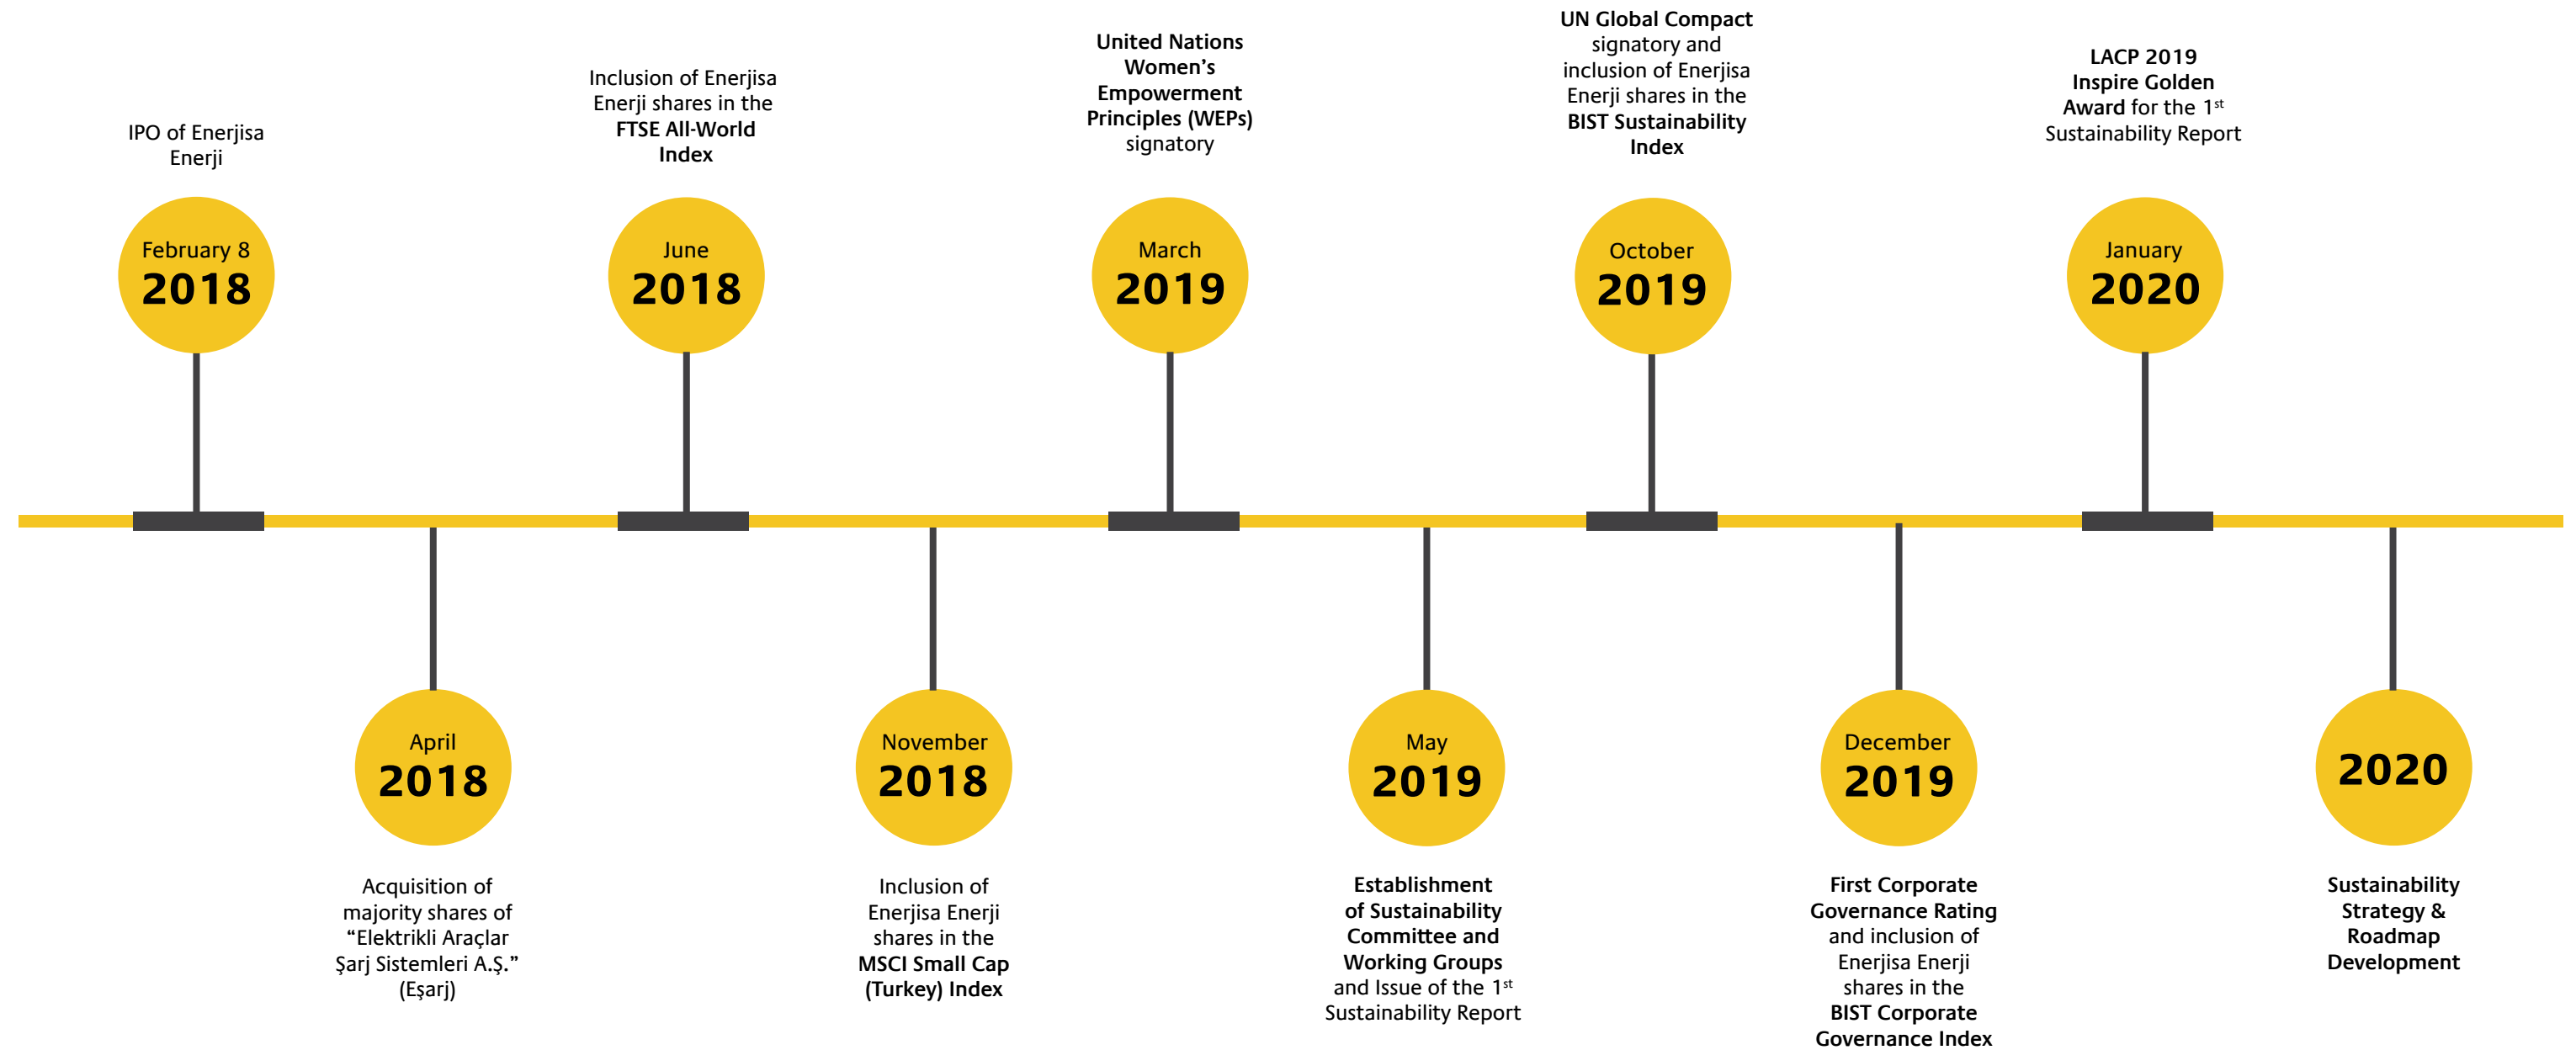 IPO of Enerjisa
Enerji
February 8
2018
Acquisition of
majority shares of
“Elektrikli Araçlar
Şarj Sistemleri A.Ş.”
(Eşarj)
April
2018
Inclusion of Enerjisa
Enerji shares in the
FTSE All-World
Index
June
2018
November
2018
Inclusion of
Enerjisa Enerji
shares in the
MSCI Small Cap
(Turkey) Index
United Nations
Women’s
Empowerment
Principles (WEPs)
signatory
March
2019
May
2019
Establishment
of Sustainability
Committee and
Working Groups
and Issue of the 1st
Sustainability Report
UN Global Compact
signatory and
inclusion of Enerjisa
Enerji shares in the
BIST Sustainability
Index
October
2019
December
2019
First Corporate
Governance Rating
and inclusion of
Enerjisa Enerji
shares in the
BIST Corporate
Governance Index
LACP 2019
Inspire Golden
Award for the 1st
Sustainability Report
January
2020
2020
Sustainability
Strategy &
Roadmap
Development